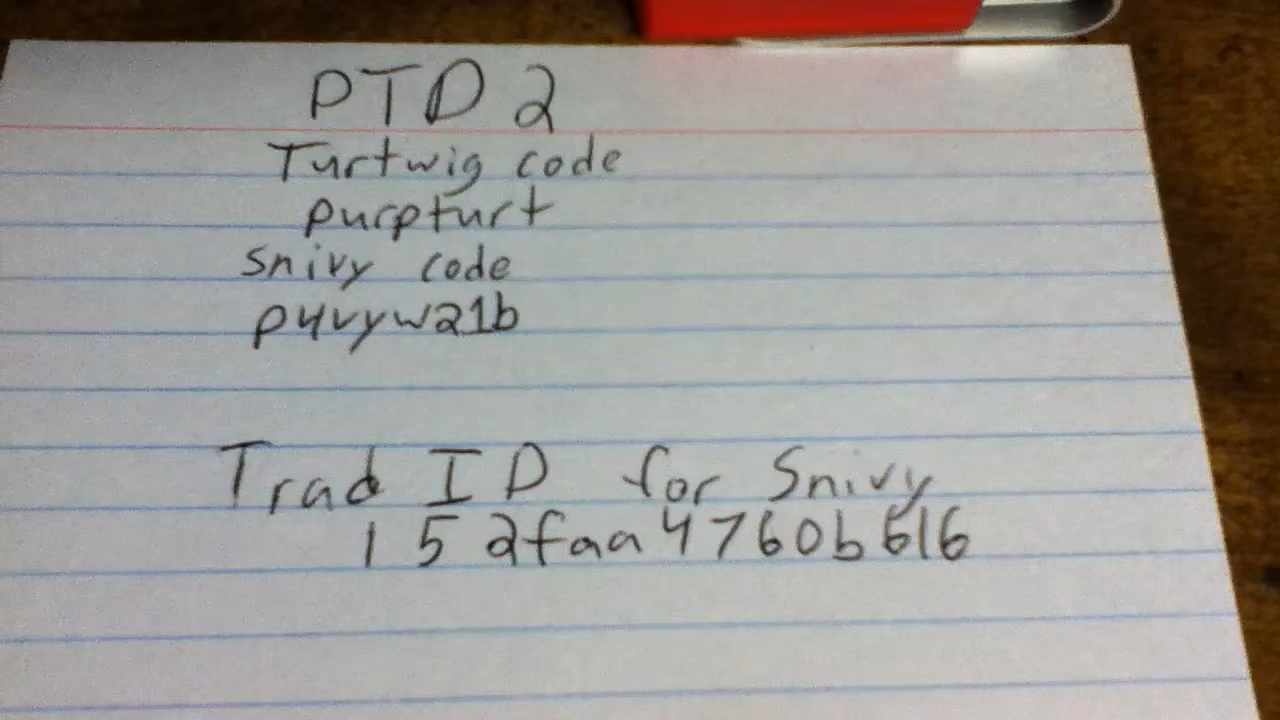 PTD 2
Turtwig code
purpturt
Snivy code
p4vyw21b
Trad ID for Snivy
152faa4760b616